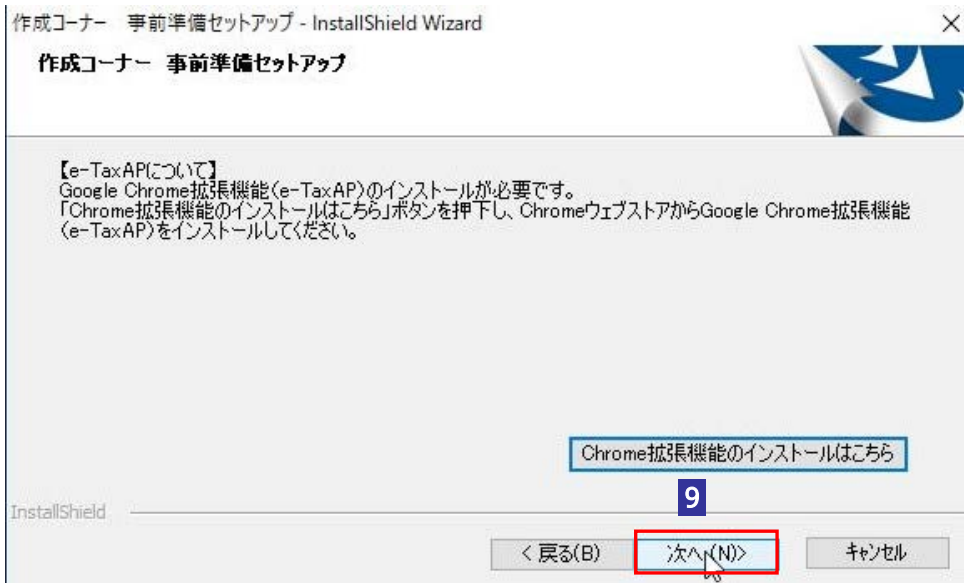 作成コーナー 事前準備セットアップ - InstallShield Wizard
作成コーナー 事前準備セットアップ
【e-TaxAPについて】
Google Chrome拡張機能(e-TaxAP)のインストールが必要です。
「Chrome拡張機能のインストールはこちら」ボタンを押下し、ChromeウェブストアからGoogle Chrome拡張機能
(e-TaxAP)をインストールしてください。
Chrome拡張機能のインストールはこちら
9
InstallShield
< 戻る(B) 次へ(N)> キャンセル